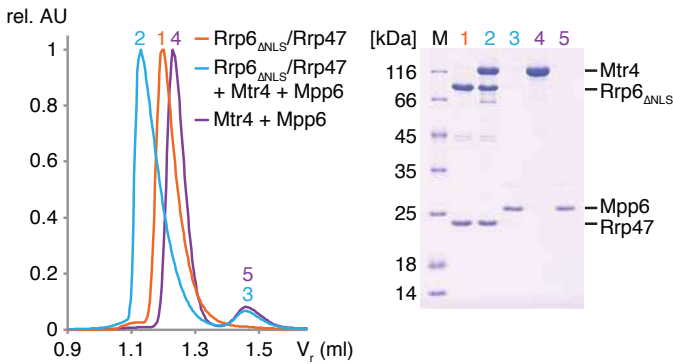 rel. AU
2 1 4
Rrp6ΔNLS/Rrp47
Rrp6ΔNLS/Rrp47
+ Mtr4 + Mpp6
Mtr4 + Mpp6
1
0.8
0.6
0.4
0.2
0
5
3
0.9 1.1 1.3 1.5
Vr (ml)
[kDa] M 1 2 3 4 5
116
66
45
35
25
18
14
Mtr4
Rrp6ΔNLS
Mpp6
Rrp47